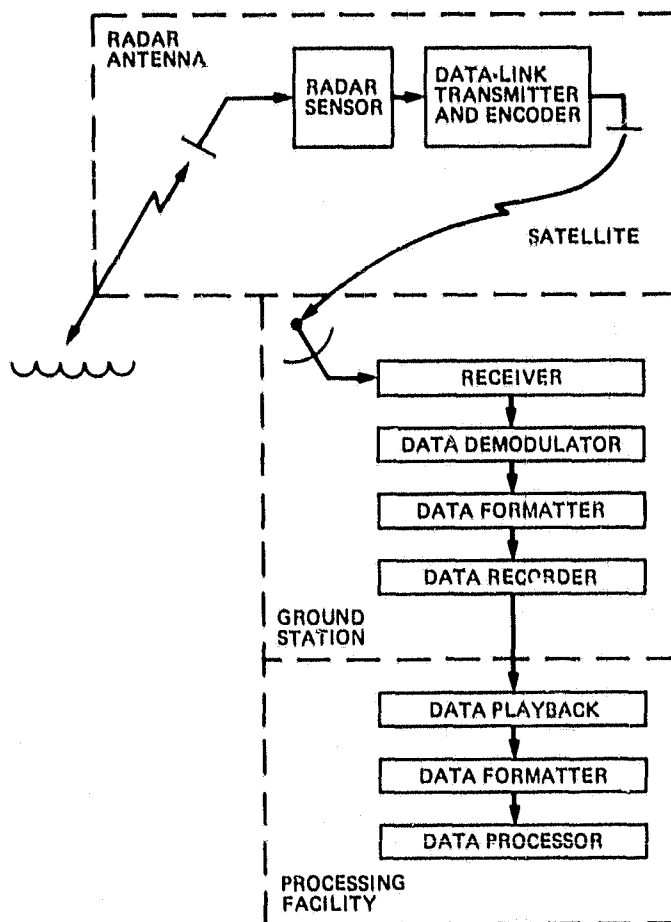 RADAR
ANTENNA
RADAR
SENSOR
DATA-LINK
TRANSMITTER
AND ENCODER
SATELLITE
RECEIVER
DATA DEMODULATOR
DATA FORMATTER
DATA RECORDER
GROUND
STATION
DATA PLAYBACK
DATA FORMATTER
DATA PROCESSOR
PROCESSING
FACILITY